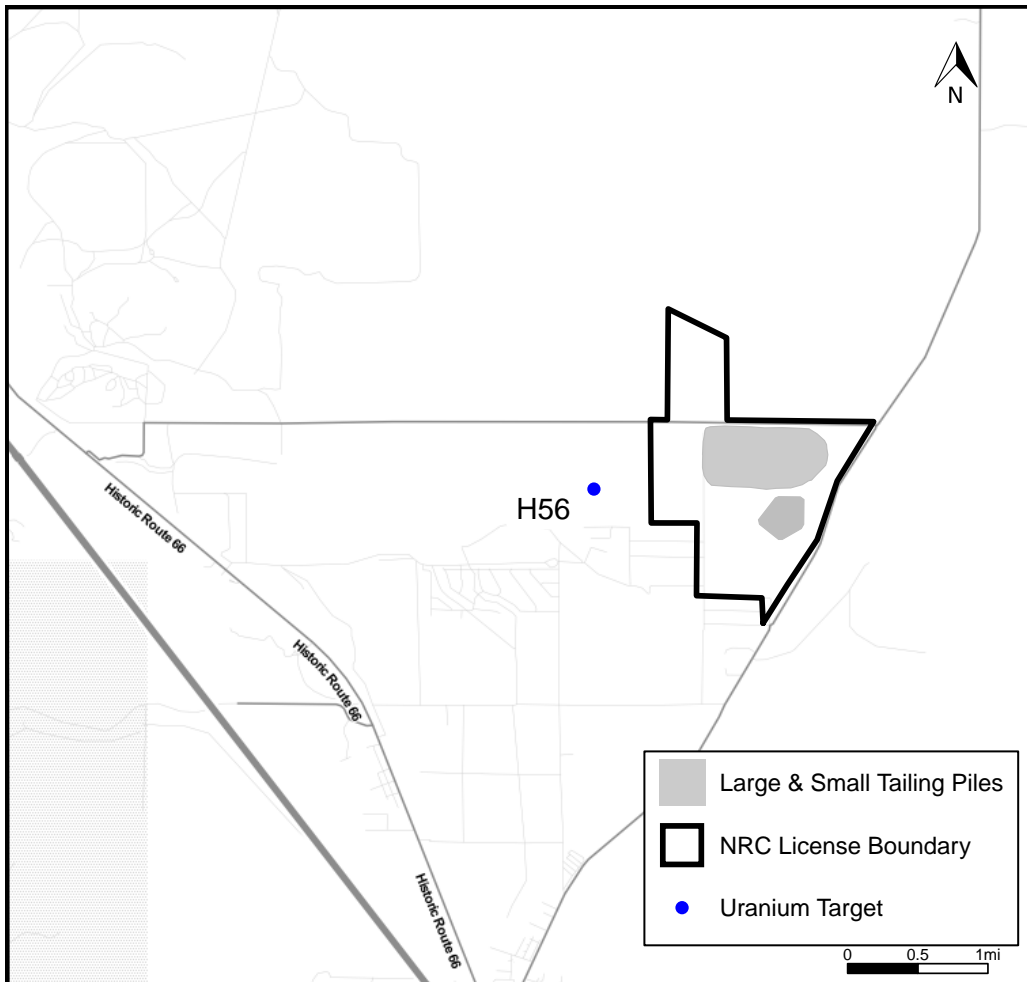 N
H56
Historic Route 66
Historic Route 66
Historic Route 66
Large & Small Tailing Piles
NRC License Boundary
Uranium Target
0 0.5 1mi